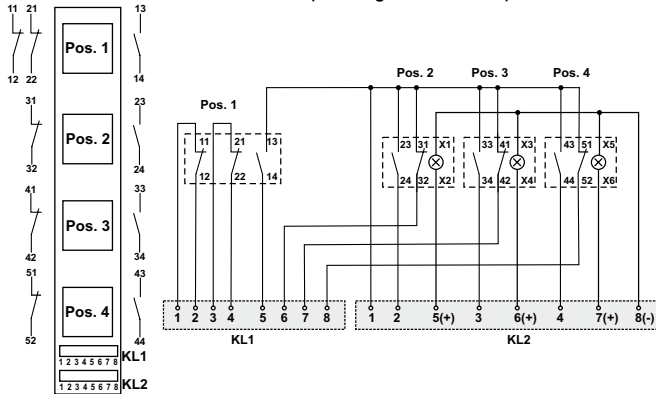 11 21 13
Pos. 1
12 22 14
31 23
Pos. 2
32 24
41 33
Pos. 3
42 34
51 43
Pos. 4
52 44
1 2 3 4 5 6 7 8 KL1
1 2 3 4 5 6 7 8 KL2
Pos. 1
11 21 13
12 22 14
Pos. 2 Pos. 3 Pos. 4
23 31 X1 33 41 X3 43 51 X5
24 32 X2 34 42 X4 44 52 X6
1 2 3 4 5 6 7 8
KL1
1 2 5(+) 3 6(+) 4 7(+) 8(-)
KL2